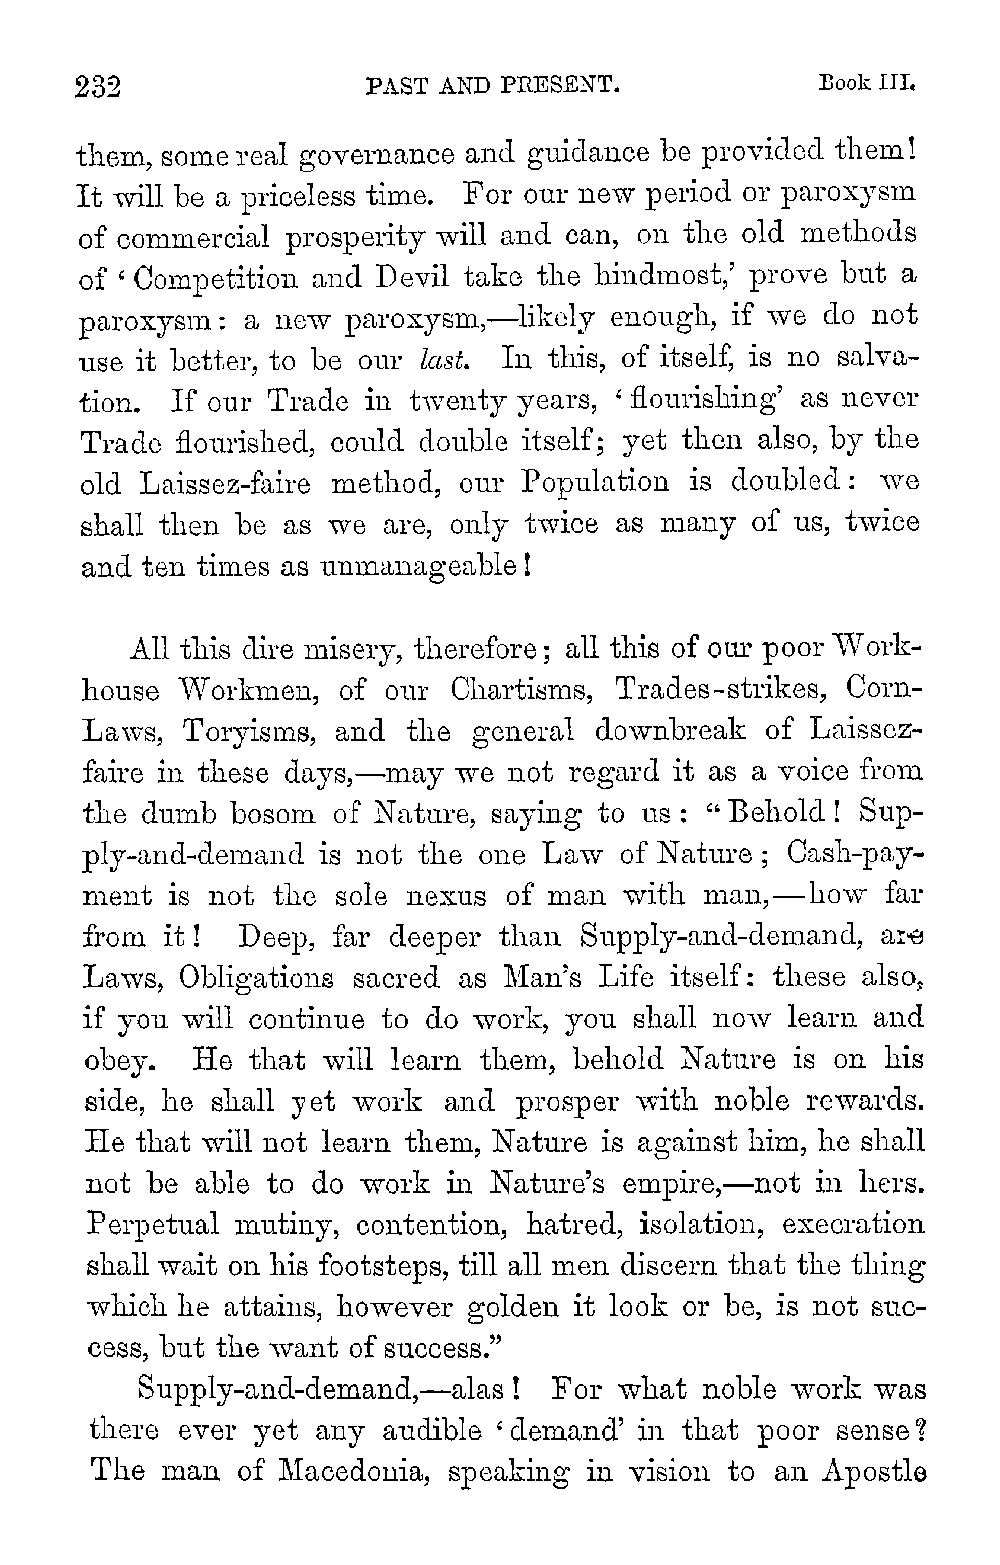 232 PAST AND PRESENT. Book III.
them, some real governance and guidance be provided them!
It will be a priceless time. For our new period or paroxysm
of commercial prosperity will and can, on the old methods
of ‘Competition and Devil take the hindmost,’ prove but a
paroxysm: a new paroxysm,—likely enough, if we do not
use it better, to be our last. In this, of itself, is no salva-
tion. If our Trade in twenty years, ‘flourishing’ as never
Trade flourished, could double itself; yet then also, by the
old Laissez-faire method, our Population is doubled: we
shall then be as we are, only twice as many of us, twice
and ten times as unmanageable!
All this dire misery, therefore; all this of our poor Work-
house Workmen, of our Chartisms, Trades-strikes, Corn-
Laws, Toryisms, and the general downbreak of Laissez-
faire in these days,—may we not regard it as a voice from
the dumb bosom of Nature, saying to us: “Behold! Sup-
ply-and-demand is not the one Law of Nature; Cash-pay-
ment is not the sole nexus of man with man,—how far
from it! Deep, far deeper than Supply-and-demand, are
Laws, Obligations sacred as Man’s Life itself: these also,
if you will continue to do work, you shall now learn and
obey. He that will learn them, behold Nature is on his
side, he shall yet work and prosper with noble rewards.
He that will not learn them, Nature is against him, he shall
not be able to do work in Nature’s empire,—not in hers.
Perpetual mutiny, contention, hatred, isolation, execration
shall wait on his footsteps, till all men discern that the thing
which he attains, however golden it look or be, is not suc-
cess, but the want of success.”
Supply-and-demand,—alas! For what noble work was
there ever yet any audible ‘demand’ in that poor sense?
The man of Macedonia, speaking in vision to an Apostle